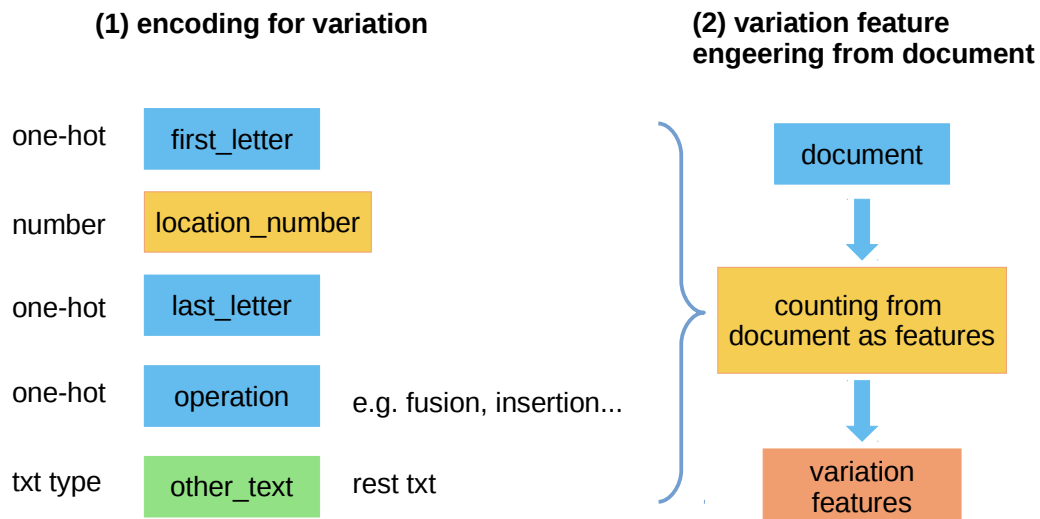 (1) encoding for variation
one-hot first_letter
number location_number
one-hot last_letter
one-hot operation e.g. fusion, insertion...
txt type other_text rest txt
(2) variation feature
engeering from document
document
counting from
document as features
variation
features